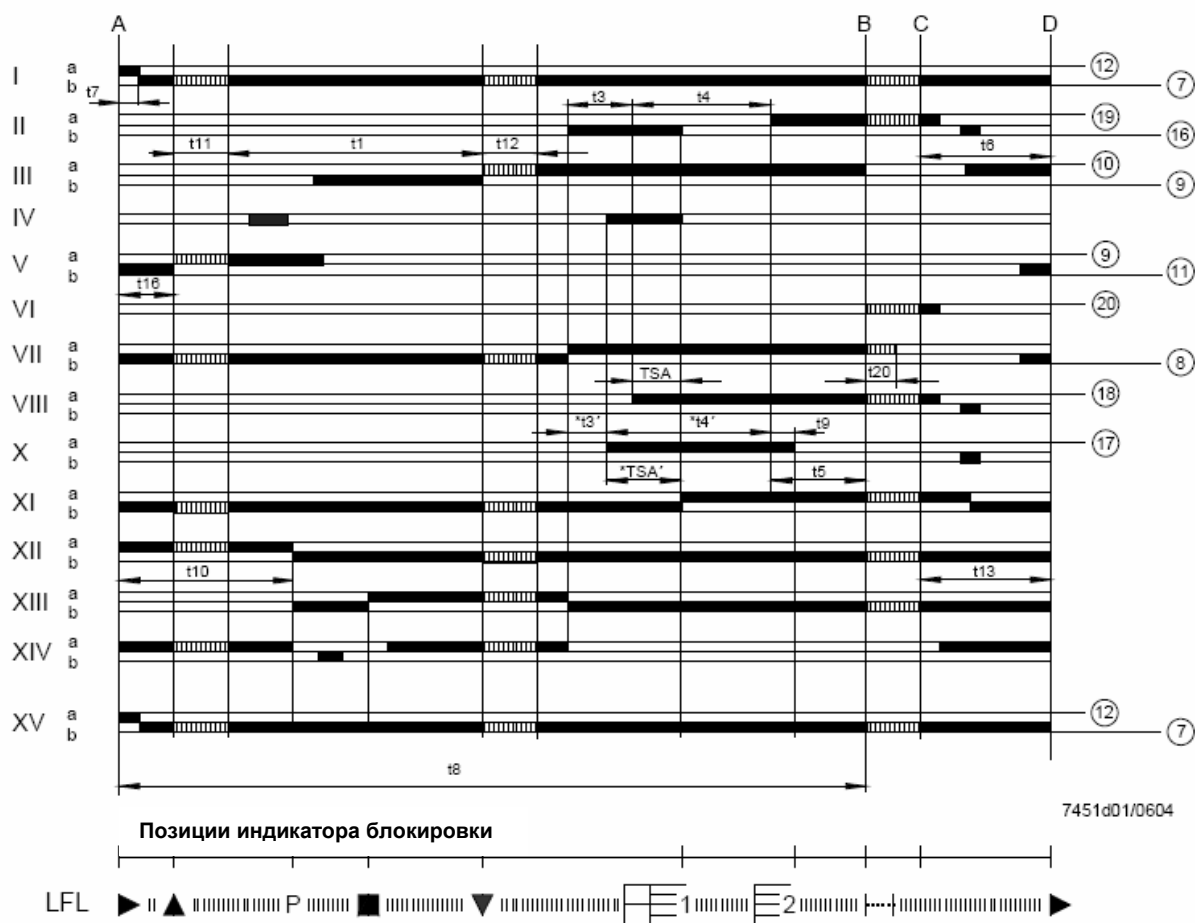 A B C D
I a b 12 7
t7 t3 t4
II a b 19 16
t11 t1 t12 t6
III a b 10 9
IV
V a b 9 11
t16
VI 20
VII a b 8
TSA t20
VIII a b 18
*t3´ *t4´ t9
X a b 17
*TSA´ t5
XI a b
XII a b
t10 t13
XIII a b
XIV a b
XV a b 12 7
t8
7451d01/0604
Позиции индикатора блокировки
LFL P 1 2